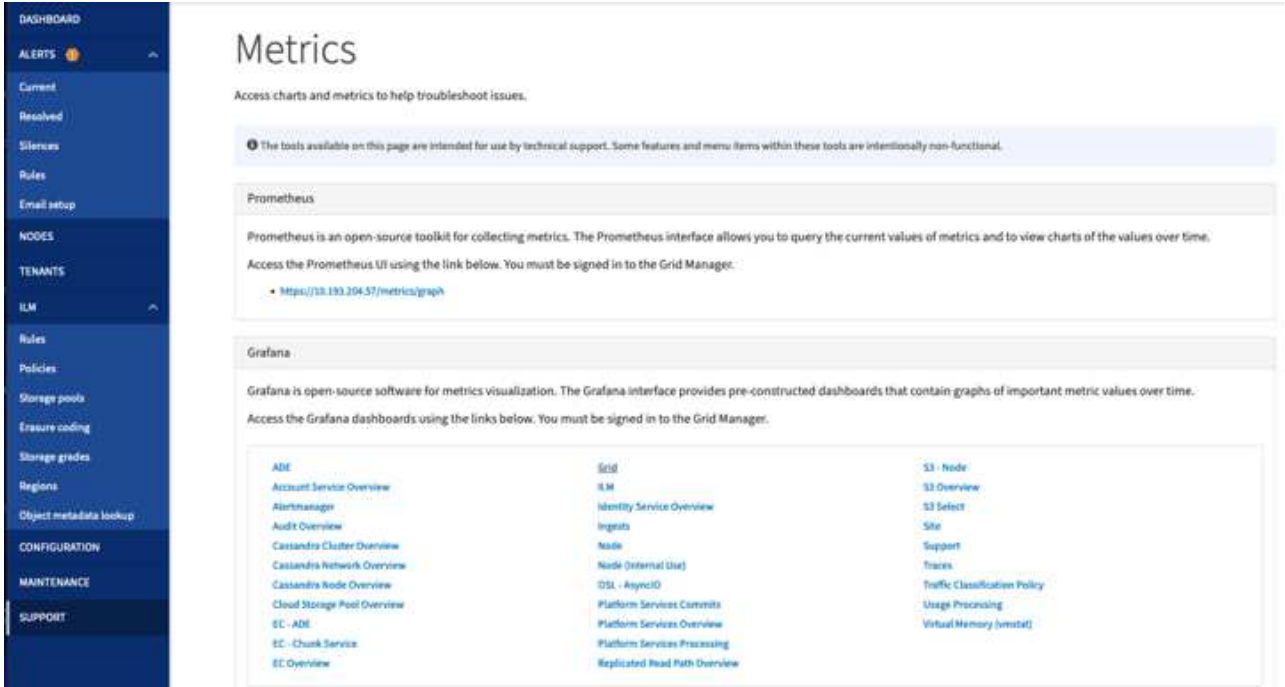 DASHBOARD
ALERTS
Current
Resolved
Silences
Rules
Email setup
NODES
TENANTS
ILM
Rules
Policies
Storage pools
Erasure coding
Storage grades
Regions
Object metadata lookup
CONFIGURATION
MAINTENANCE
SUPPORT
Metrics
Access charts and metrics to help troubleshoot issues.
The tools available on this page are intended for use by technical support. Some features and menu items within these tools are intentionally non-functional.
Prometheus
Prometheus is an open-source toolkit for collecting metrics. The Prometheus interface allows you to query the current values of metrics and to view charts of the values over time.
Access the Prometheus UI using the link below. You must be signed in to the Grid Manager.
• https://10.193.204.57/metrics/graph
Grafana
Grafana is open-source software for metrics visualization. The Grafana interface provides pre-constructed dashboards that contain graphs of important metric values over time.
Access the Grafana dashboards using the links below. You must be signed in to the Grid Manager.
ADE
Account Service Overview
Alertmanager
Audit Overview
Cassandra Cluster Overview
Cassandra Network Overview
Cassandra Node Overview
Cloud Storage Pool Overview
EC - ADE
EC - Chunk Service
EC Overview
Grid
ILM
Identity Service Overview
Ingests
Node
Node (Internal Use)
OSL - AsyncIO
Platform Services Commits
Platform Services Overview
Platform Services Processing
Replicated Read Path Overview
S3 - Node
S3 Overview
S3 Select
Site
Support
Traces
Traffic Classification Policy
Usage Processing
Virtual Memory (vmstat)